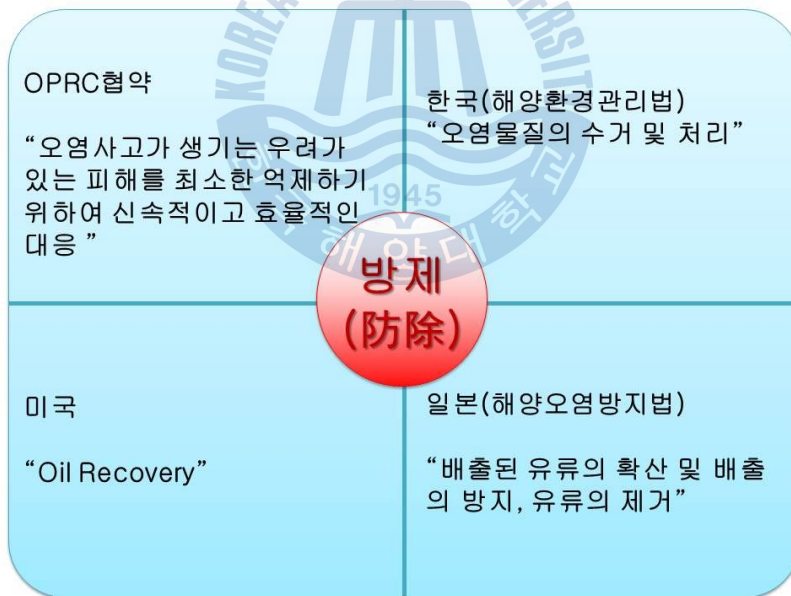 OPRC협약
“오염사고가 생기는 우려가
있는 피해를 최소한 억제하기
위하여 신속적이고 효율적인
대응 ”
한국(해양환경관리법)
“오염물질의 수거 및 처리”
방제
(防除)
미국
“Oil Recovery”
일본(해양오염방지법)
“배출된 유류의 확산 및 배출
의 방지, 유류의 제거”
1945